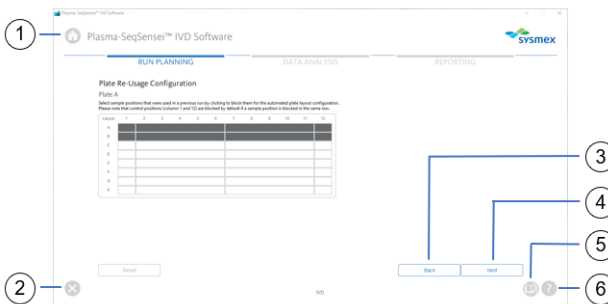 Plasma-SeqSensei™ IVD Software
1
Plasma-SeqSensei™ IVD Software
sysmex
RUN PLANNING
DATA ANALYSIS
REPORTING
Plate Re-Usage Configuration
Plate A
Select sample positions that were used in a previous run by clicking to block them for the automated plate layout configuration.
Please note that control positions (column 1 and 12) are blocked by default if a sample position is blocked in the same row.
Layout 1 2 3 4 5 6 7 8 9 10 11 12
A
B
C
D
E
F
G
H
3
4
5
Reset
Back
Next
2
IVD
?
6